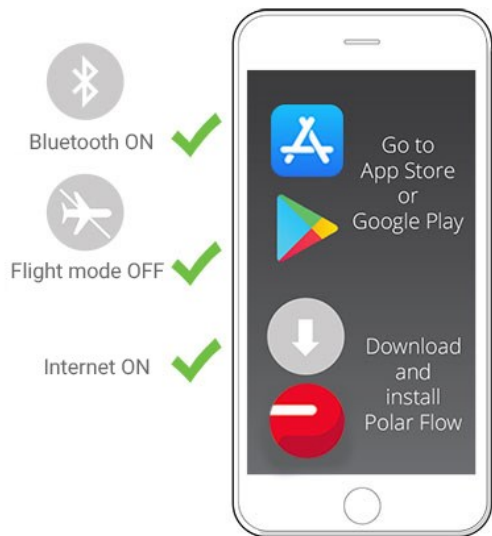 Bluetooth ON
Flight mode OFF
Internet ON
Go to
App Store
or
Google Play
Download
and
install
Polar Flow